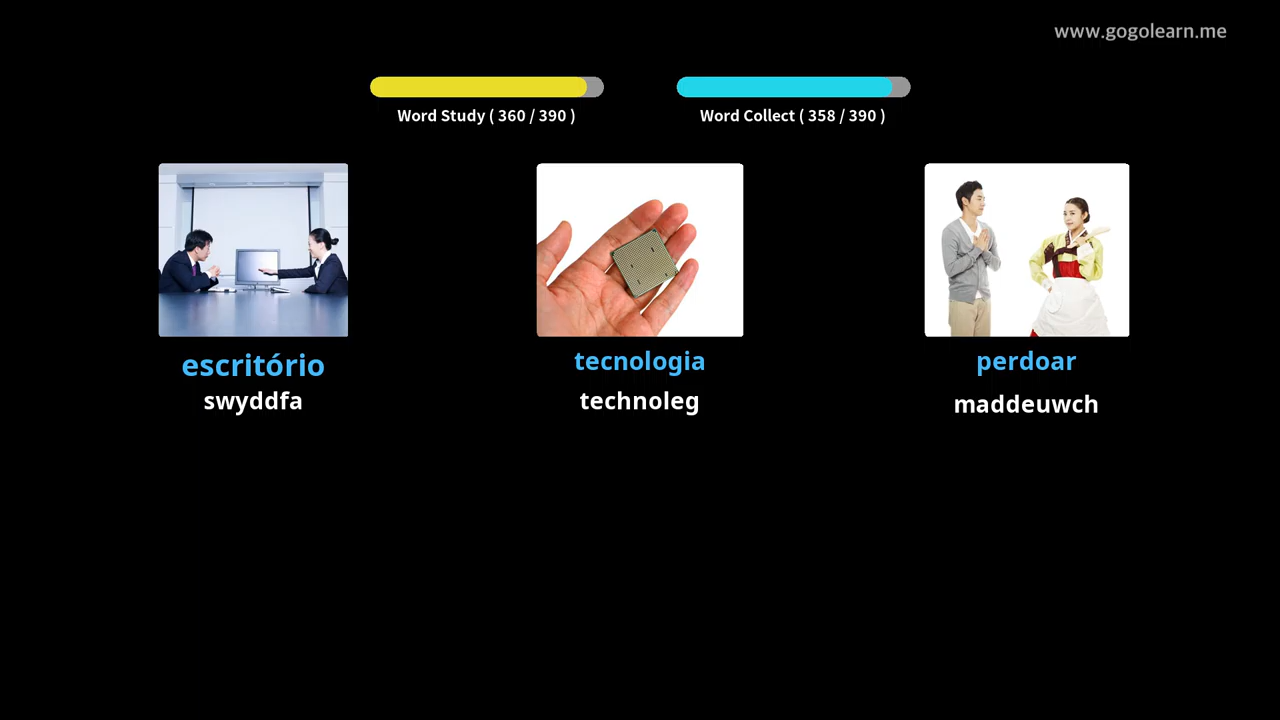 www.gogolearn.me
Word Study ( 360 / 390 )
Word Collect ( 358 / 390 )
escritório
tecnologia
perdoar
swyddfa
technoleg
maddeuwch